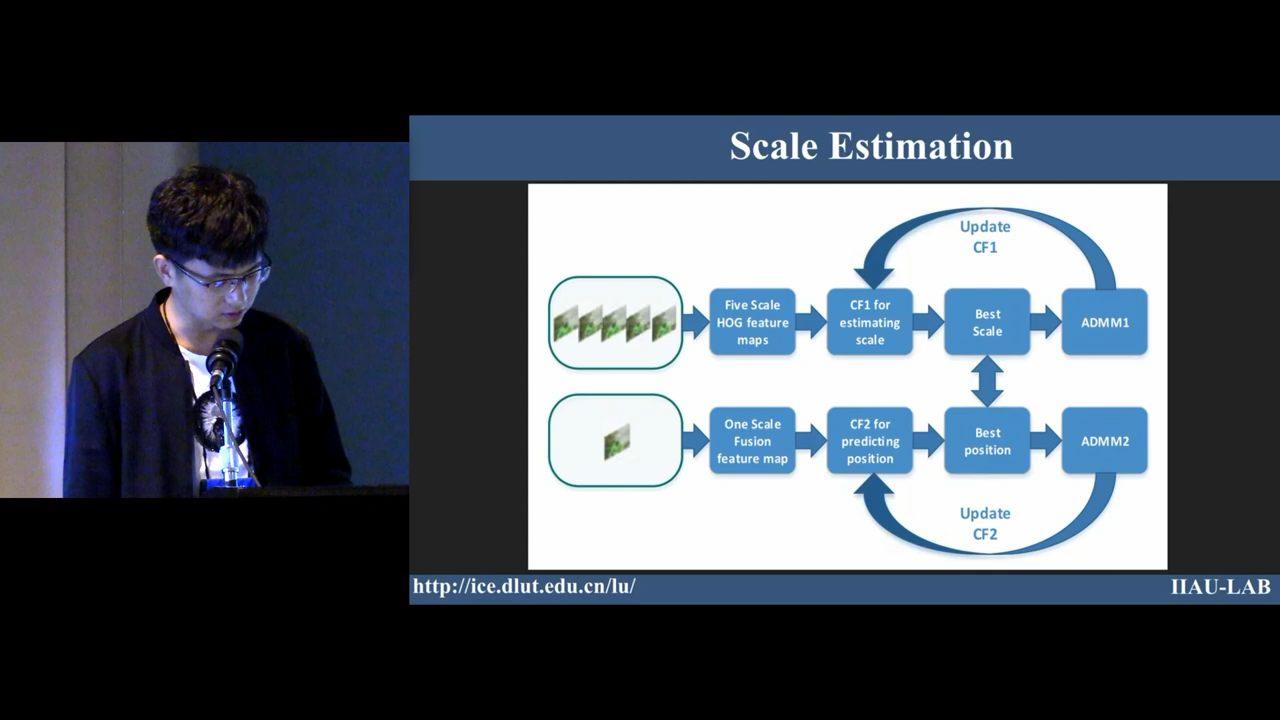 Scale Estimation
Update
CF1
Five Scale
HOG feature
maps
CF1 for
estimating
scale
Best
Scale
ADMM1
One Scale
Fusion
feature map
CF2 for
predicting
position
Best
position
ADMM2
Update
CF2
http://ice.dlut.edu.cn/lu/
IIAU-LAB